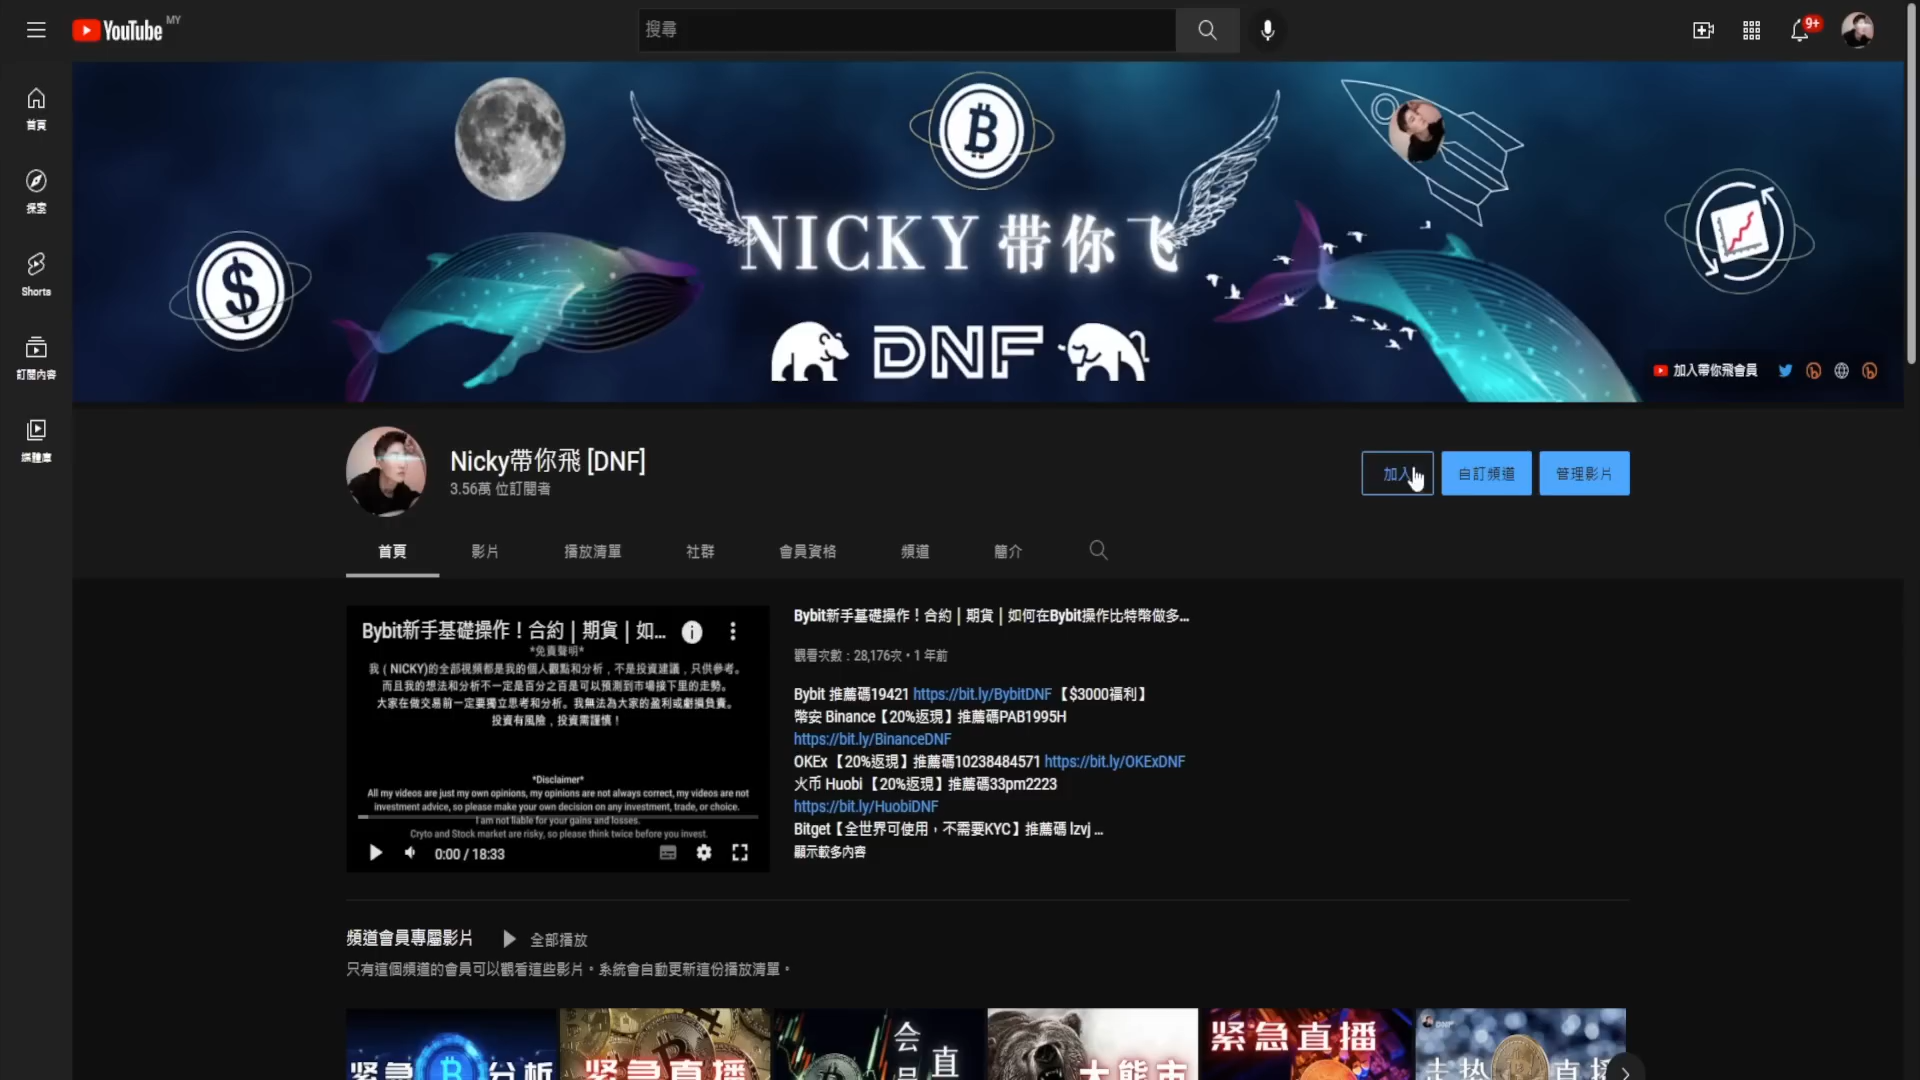 YouTube MY
搜尋
9+
首頁
探索
Shorts
訂閱內容
媒體庫
NICKY 带你飞
DNF
加入帶你飛會員
Nicky帶你飛 [DNF]
3.56萬 位訂閱者
加入
自訂頻道
管理影片
首頁
影片
播放清單
社群
會員資格
頻道
簡介
Bybit新手基礎操作！合約 | 期貨 | 如...
*免責聲明*
我 ( NICKY)的全部視頻都是我的個人觀點和分析，不是投資建議，只供參考。
而且我的想法和分析不一定是百分之百是可以預測到市場接下里的走勢。
大家在做交易前一定要獨立思考和分析。我無法為大家的盈利或虧損負責。
投資有風險，投資需謹慎！
*Disclaimer*
All my videos are just my own opinions, my opinions are not always correct, my videos are not
investment advice, so please make your own decision on any investment, trade, or choice.
I am not liable for your gains and losses.
Cryto and Stock market are risky, so please think twice before you invest.
0:00 / 18:33
Bybit新手基礎操作！合約 | 期貨 | 如何在Bybit操作比特幣做多...
觀看次數：28,176次 • 1 年前
Bybit 推薦碼19421 https://bit.ly/BybitDNF 【$3000福利】
幣安 Binance【20%返現】推薦碼PAB1995H
https://bit.ly/BinanceDNF
OKEx 【20%返現】推薦碼10238484571 https://bit.ly/OKExDNF
火币 Huobi 【20%返現】推薦碼33pm2223
https://bit.ly/HuobiDNF
Bitget【全世界可使用，不需要KYC】推薦碼 lzvj ...
顯示較多內容
頻道會員專屬影片
全部播放
只有這個頻道的會員可以觀看這些影片。系統會自動更新這份播放清單。
紧急 分析
緊急直播
会员
直
大熊市
緊急直播
走势 直播